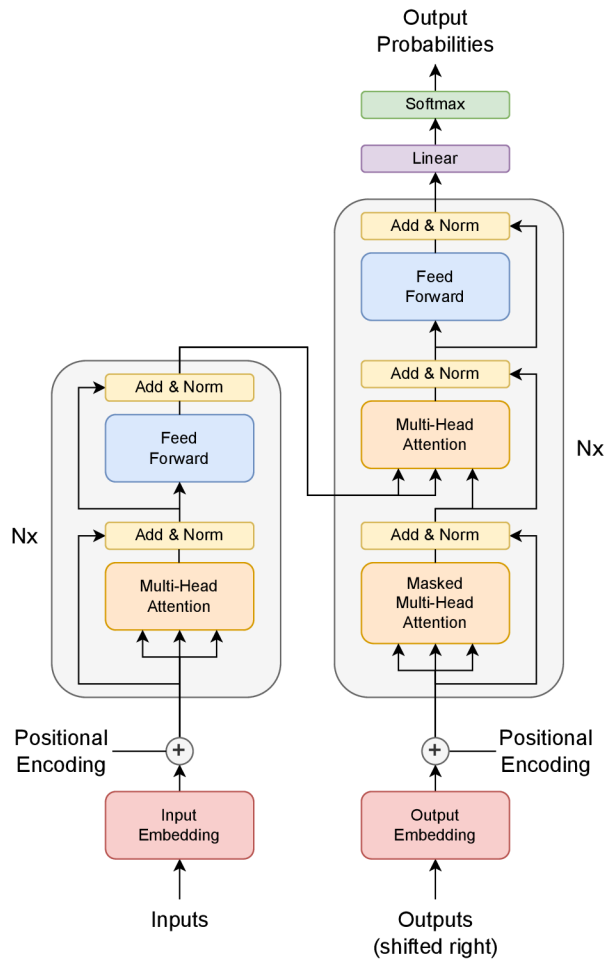 Output
Probabilities
Softmax
Linear
Add & Norm
Feed
Forward
Add & Norm
Multi-Head
Attention
Nx
Add & Norm
Masked
Multi-Head
Attention
Positional
Encoding
+
Output
Embedding
Outputs
(shifted right)
Add & Norm
Feed
Forward
Nx
Add & Norm
Multi-Head
Attention
Positional
Encoding
+
Input
Embedding
Inputs